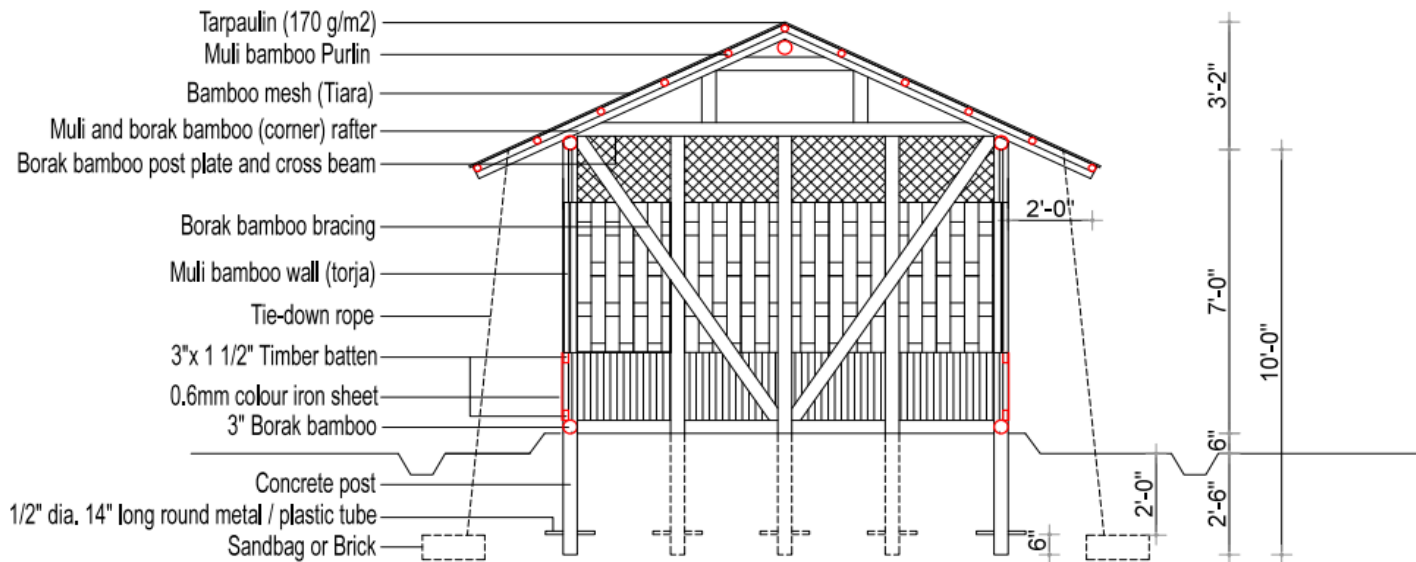 Tarpaulin (170 g/m2)
Muli bamboo Purlin
Bamboo mesh (Tiara)
Muli and borak bamboo (corner) rafter
Borak bamboo post plate and cross beam
Borak bamboo bracing
Muli bamboo wall (torja)
Tie-down rope
3"x 1 1/2" Timber batten
0.6mm colour iron sheet
3" Borak bamboo
Concrete post
1/2" dia. 14" long round metal / plastic tube
Sandbag or Brick
3'-2"
2'-0"
7'-0"
10'-0"
6"
2'-0"
2'-6"
6"